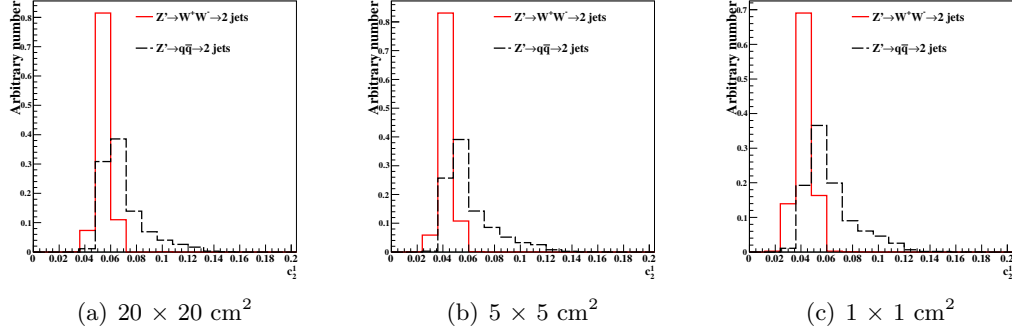 Arbitrary number
Z'→W⁺W⁻→2 jets
Z'→qq̅→2 jets
0.8
0.7
0.6
0.5
0.4
0.3
0.2
0.1
0
0 0.02 0.04 0.06 0.08 0.1 0.12 0.14 0.16 0.18 0.2
c₂¹
(a) 20 × 20 cm²
Arbitrary number
Z'→W⁺W⁻→2 jets
Z'→qq̅→2 jets
0.8
0.7
0.6
0.5
0.4
0.3
0.2
0.1
0
0 0.02 0.04 0.06 0.08 0.1 0.12 0.14 0.16 0.18 0.2
c₂¹
(b) 5 × 5 cm²
Arbitrary number
Z'→W⁺W⁻→2 jets
Z'→qq̅→2 jets
0.7
0.6
0.5
0.4
0.3
0.2
0.1
0
0 0.02 0.04 0.06 0.08 0.1 0.12 0.14 0.16 0.18 0.2
c₂¹
(c) 1 × 1 cm²